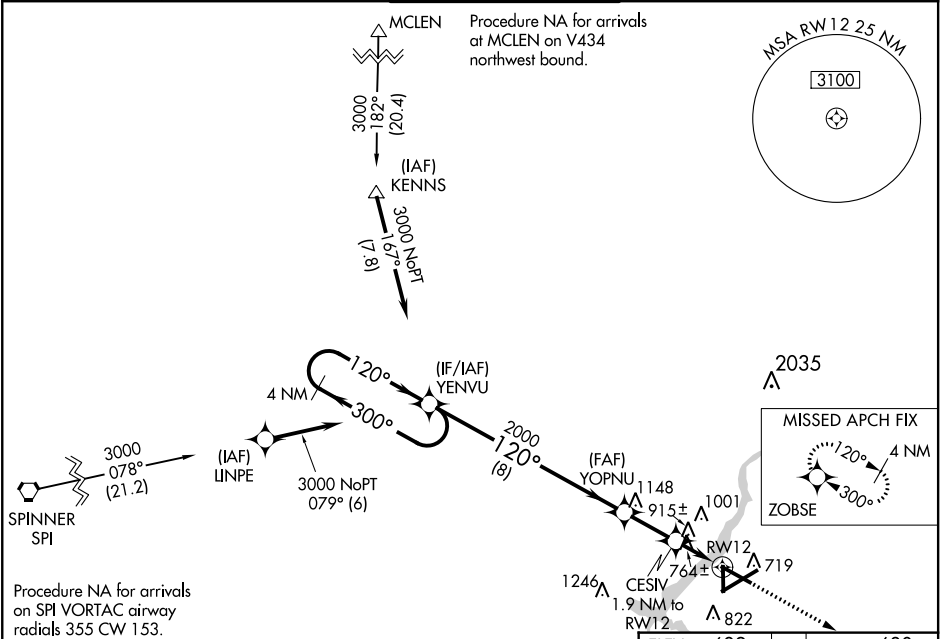 MCLEN
Procedure NA for arrivals
at MCLEN on V434
northwest bound.
MSA RW12 25 NM
3100
3000
182°
(20.4)
(IAF)
KENNS
3000 NoPT
167°
(7.8)
120°
4 NM
300°
(IF/IAF)
YENVU
2000
120°
(8)
2035
MISSED APCH FIX
120°
4 NM
300°
ZOBSE
3000
078°
(21.2)
(IAF)
LINPE
3000 NoPT
079° (6)
SPINNER
SPI
(FAF)
YOPNU
1148
915±
1001
RW12
764±
719
1246
CESIV
1.9 NM to
RW12
822
Procedure NA for arrivals
on SPI VORTAC airway
radials 355 CW 153.